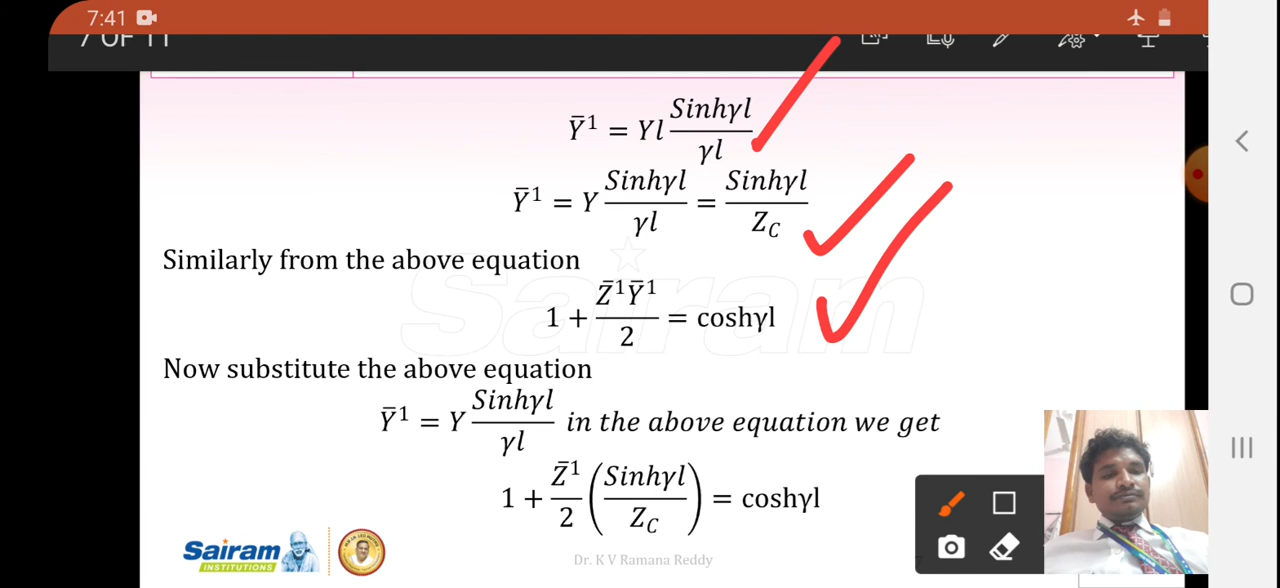 7:41
7 OF 11
Ȳ¹ = Yl Sinhγl / γl
Ȳ¹ = Y Sinhγl / γl = Sinhγl / Z_C
Similarly from the above equation
1 + Z̄¹Ȳ¹ / 2 = coshγl
Now substitute the above equation
Ȳ¹ = Y Sinhγl / γl in the above equation we get
1 + Z̄¹ / 2 (Sinhγl / Z_C) = coshγl
Sairam
Sairam
INSTITUTIONS
Dr. K V Ramana Reddy